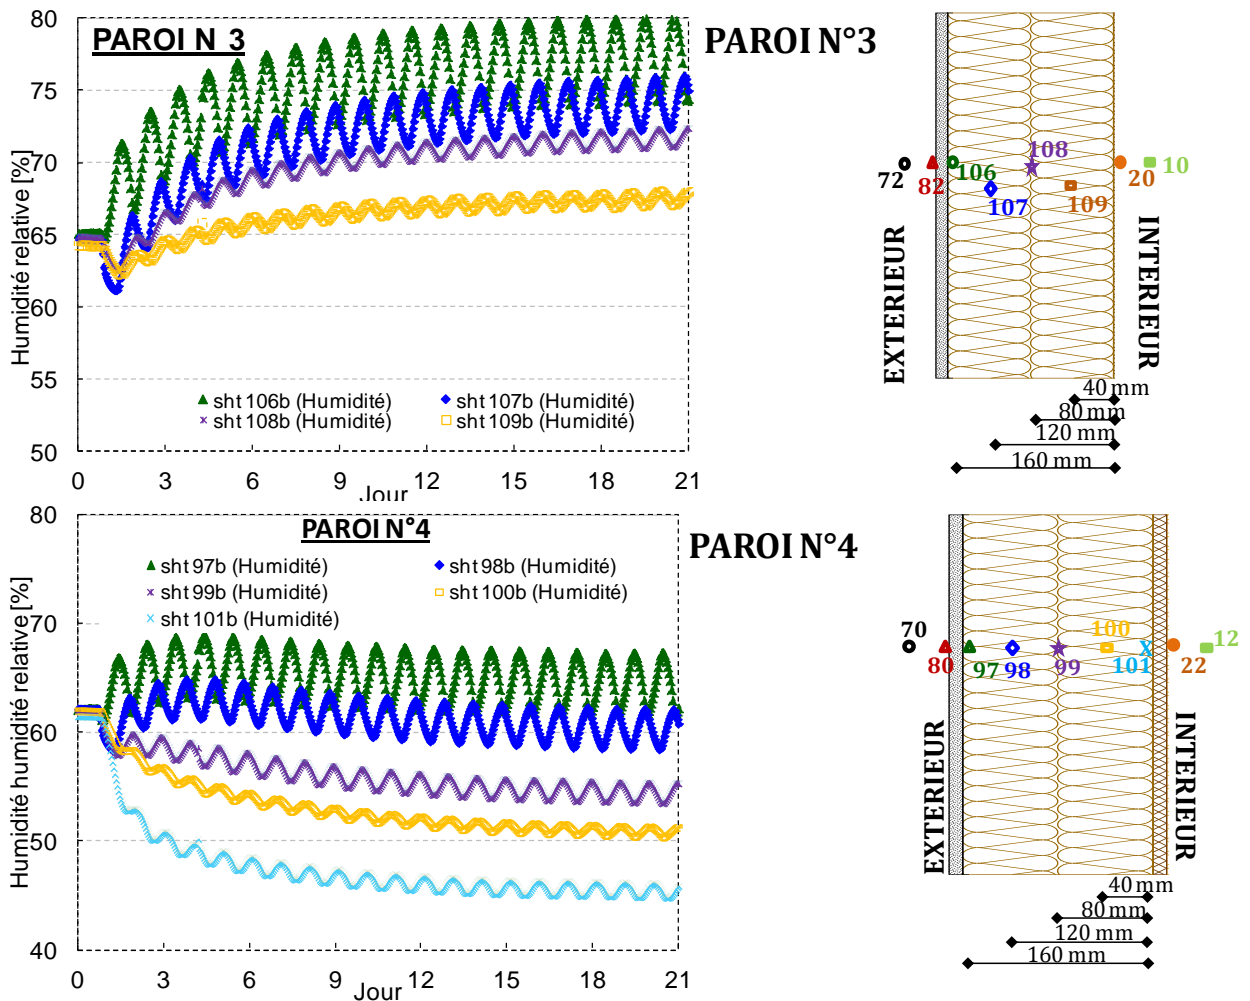 PAROI N 3
80
75
70
65
60
55
50
Humidité relative [%]
sht 106b (Humidité)
sht 107b (Humidité)
sht 108b (Humidité)
sht 109b (Humidité)
0
3
6
9
12
15
18
21
Jour
PAROI N°3
72
82
106
107
108
109
20
10
EXTERIEUR
INTERIEUR
40 mm
80 mm
120 mm
160 mm
PAROI N°4
80
70
60
50
40
Humidité humidité relative [%]
sht 97b (Humidité)
sht 98b (Humidité)
sht 99b (Humidité)
sht 100b (Humidité)
sht 101b (Humidité)
0
3
6
9
12
15
18
21
Jour
PAROI N°4
70
80
97
98
99
100
101
22
12
EXTERIEUR
INTERIEUR
40 mm
80 mm
120 mm
160 mm